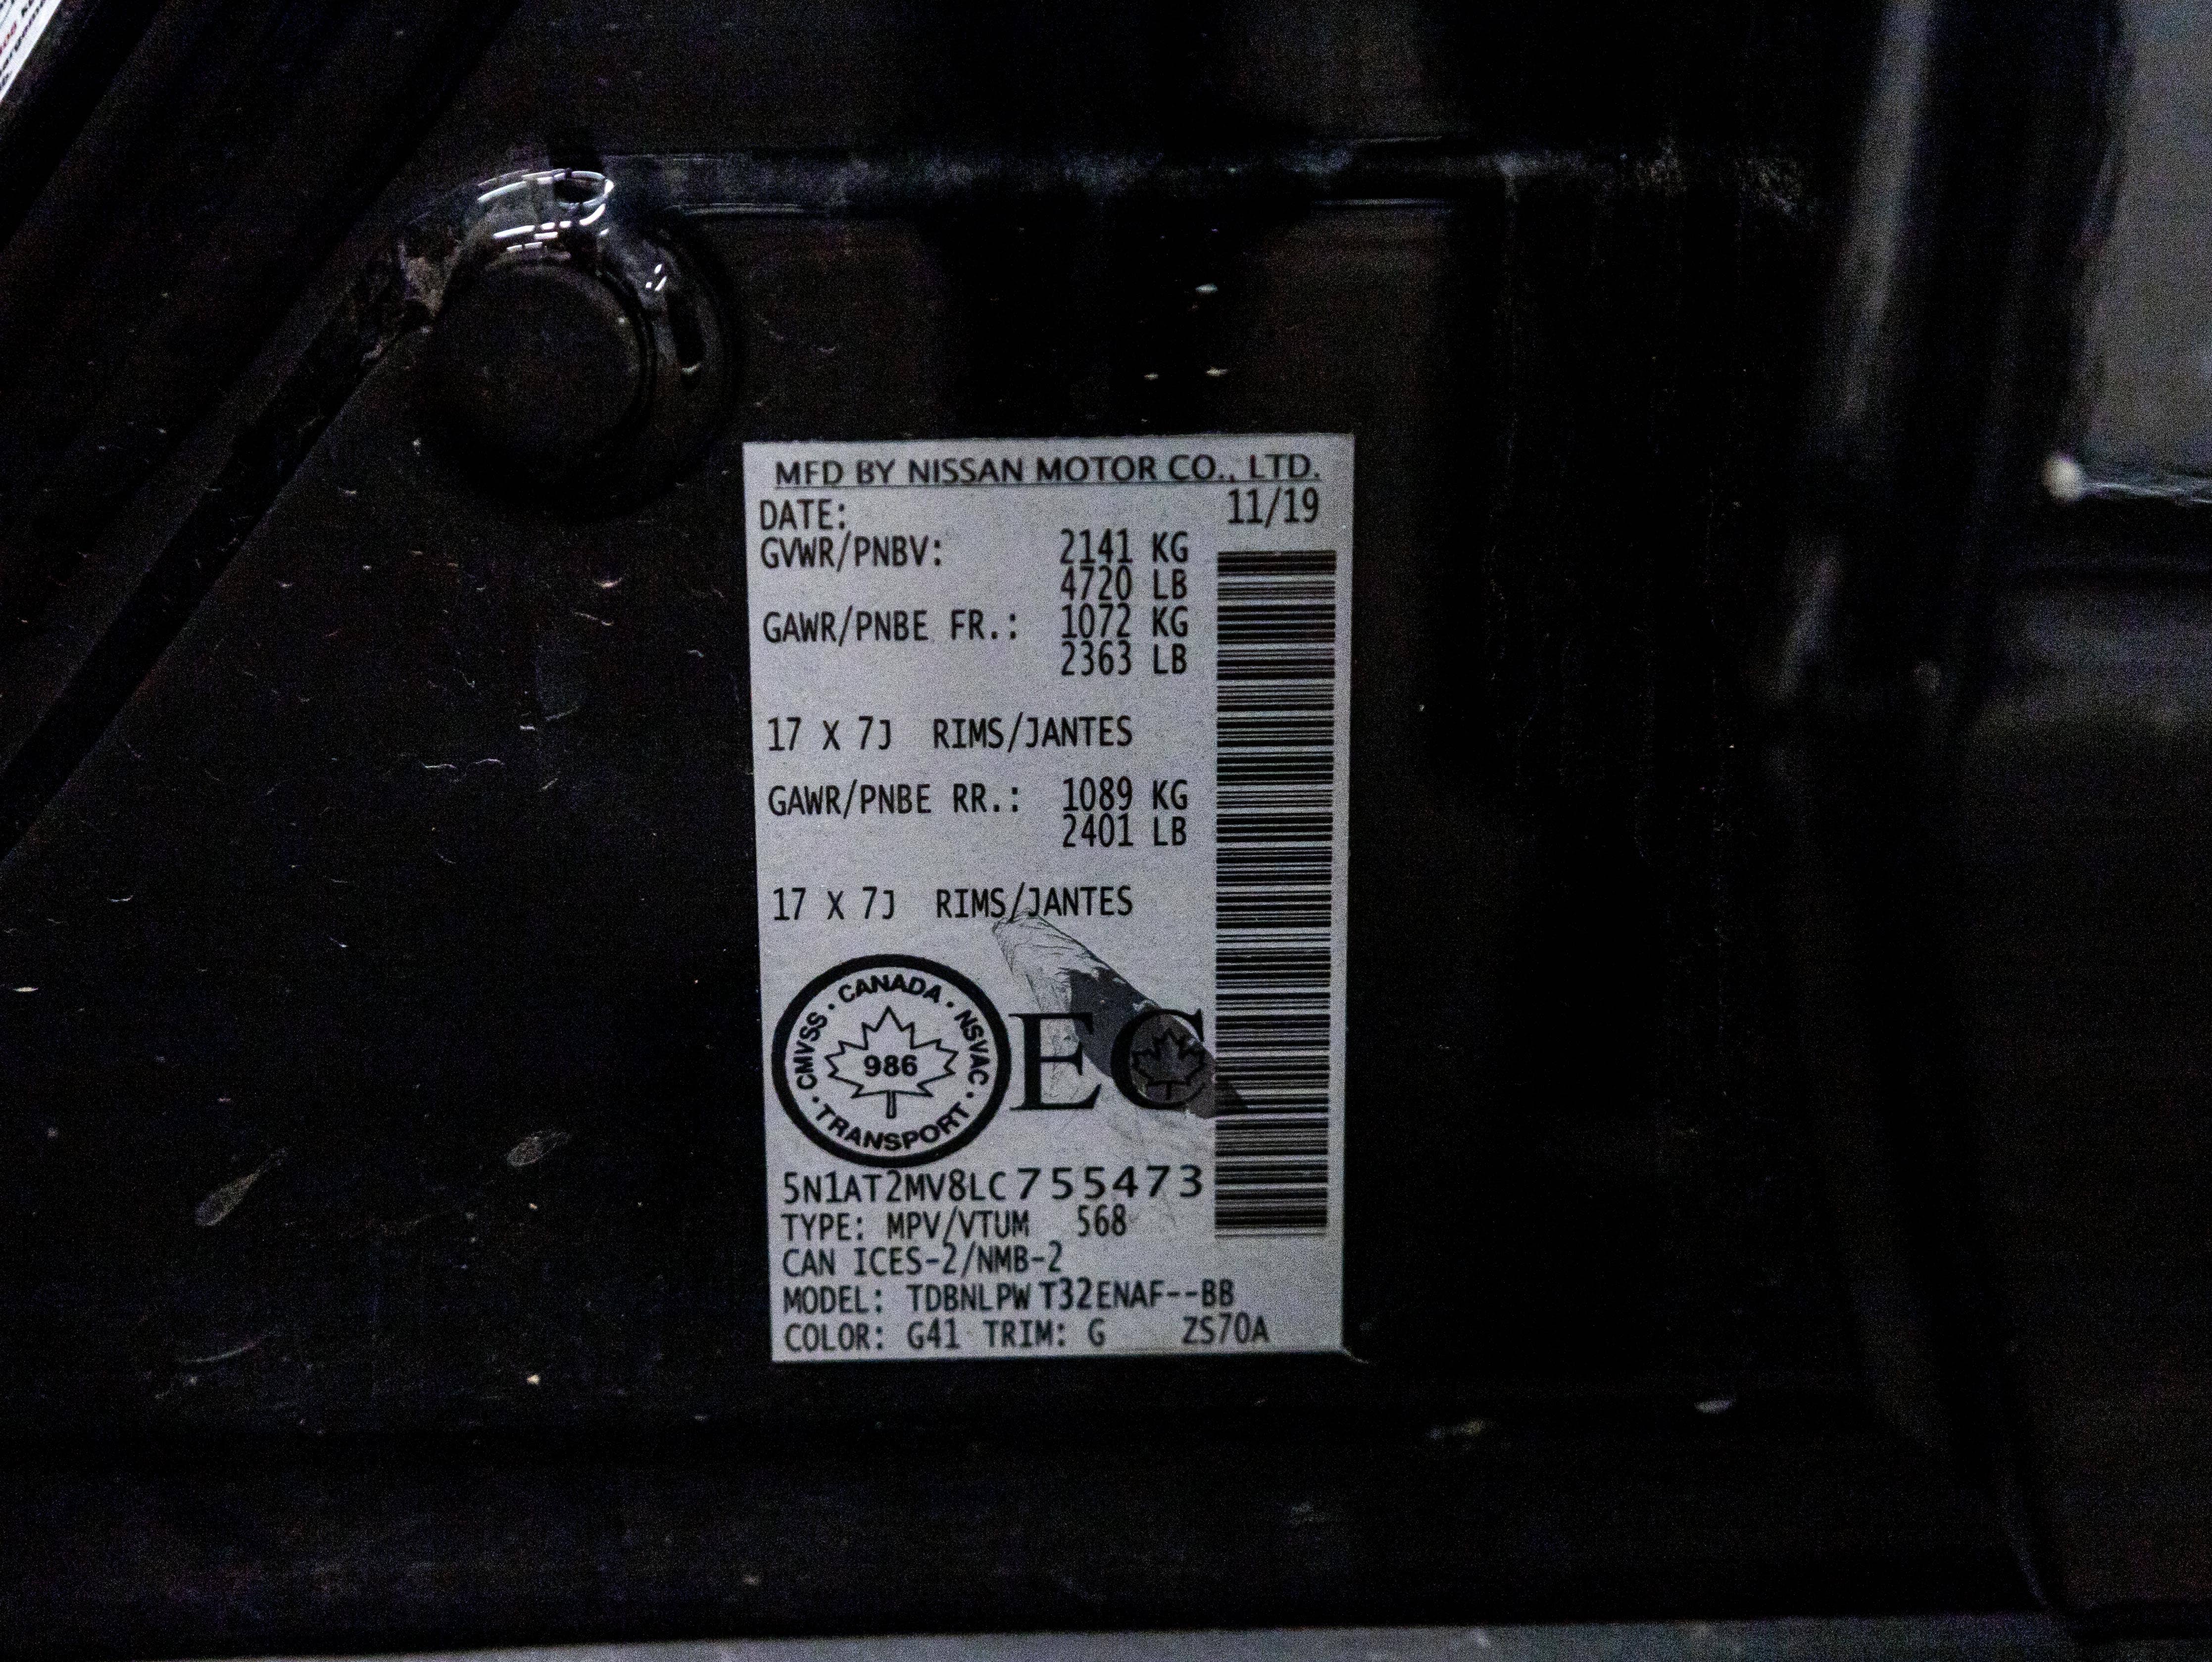 MFD BY NISSAN MOTOR CO., LTD.
DATE: 11/19
GVWR/PNBV: 2141 KG
4720 LB
GAWR/PNBE FR.: 1072 KG
2363 LB
17 X 7J RIMS/JANTES
GAWR/PNBE RR.: 1089 KG
2401 LB
17 X 7J RIMS/JANTES
CMVSS · CANADA · NSVAC · TRANSPORT ·
986
EC
5N1AT2MV8LC755473
TYPE: MPV/VTUM 568
CAN ICES-2/NMB-2
MODEL: TDBNLPW T32ENAF--BB
COLOR: G41 TRIM: G ZS70A